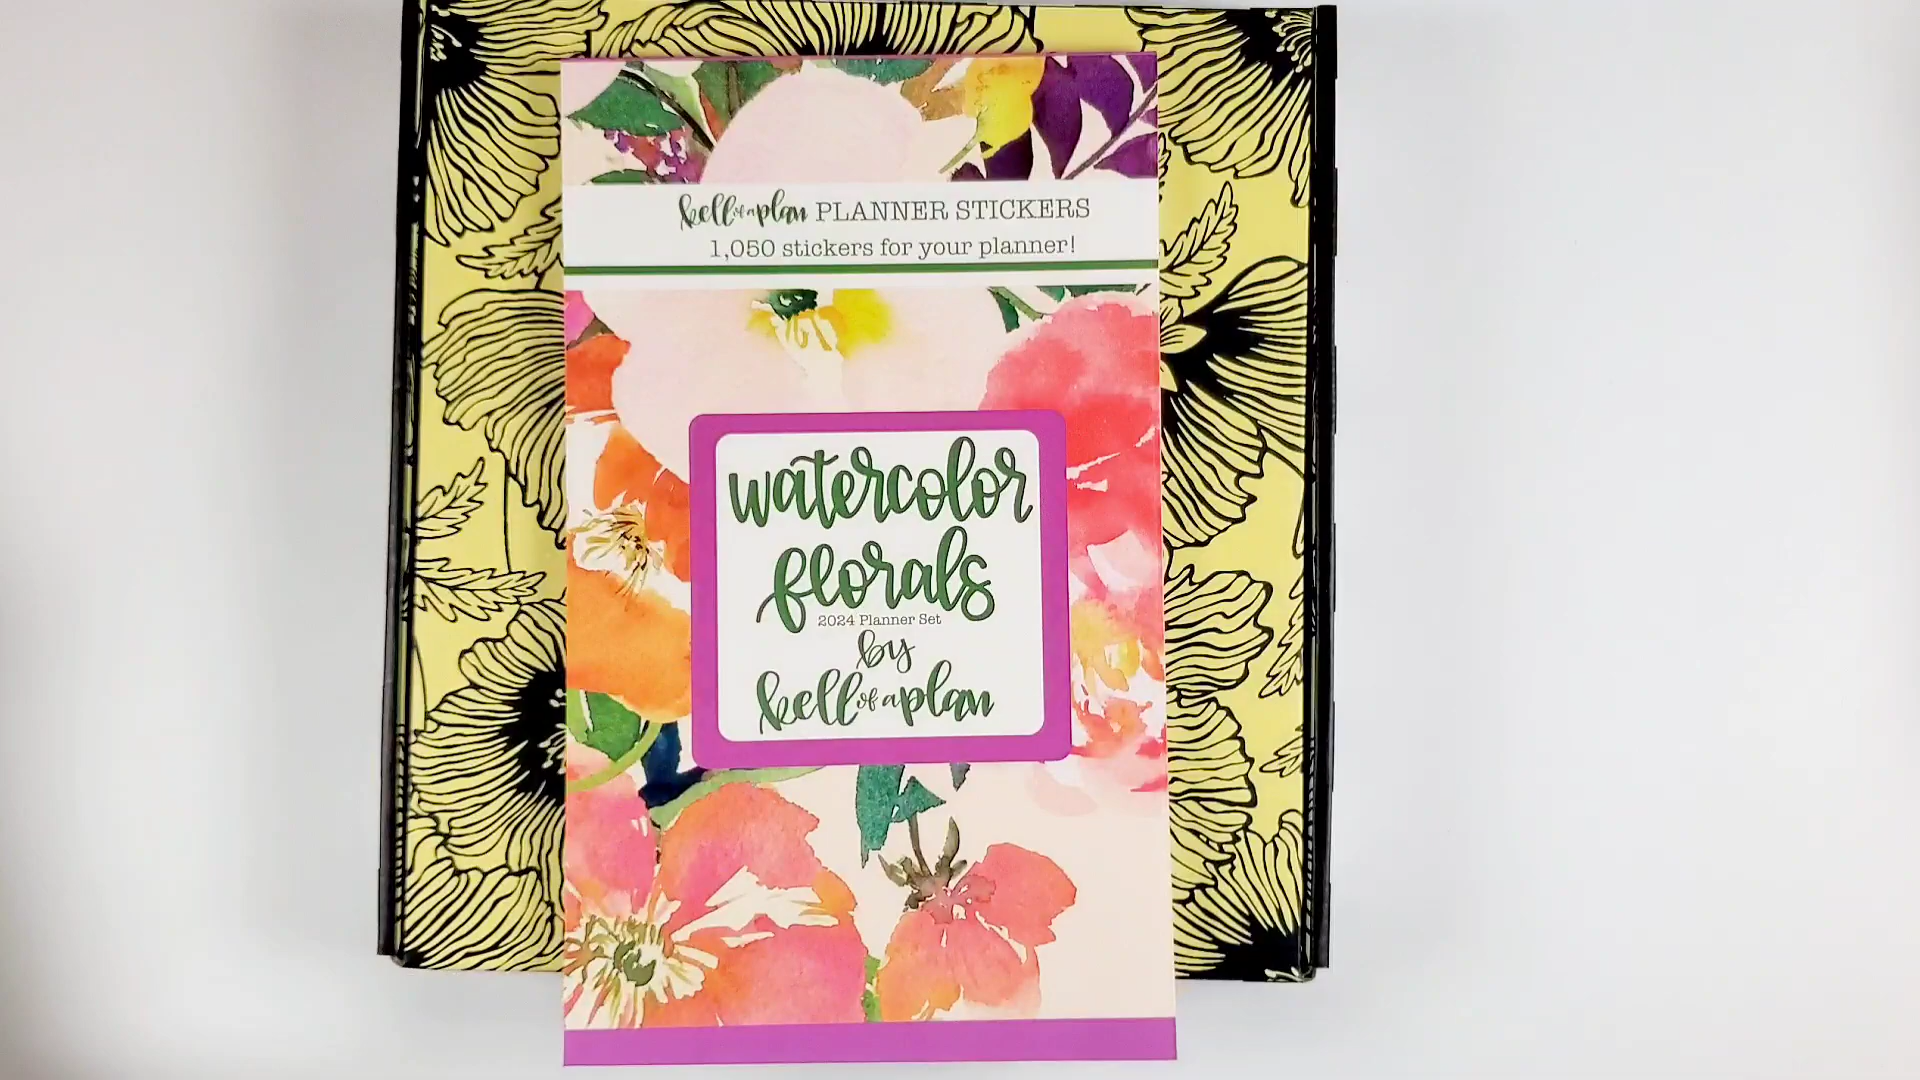 kell of a plan PLANNER STICKERS
1,050 stickers for your planner!
watercolor
florals
2024 Planner Set
by
kell of a plan